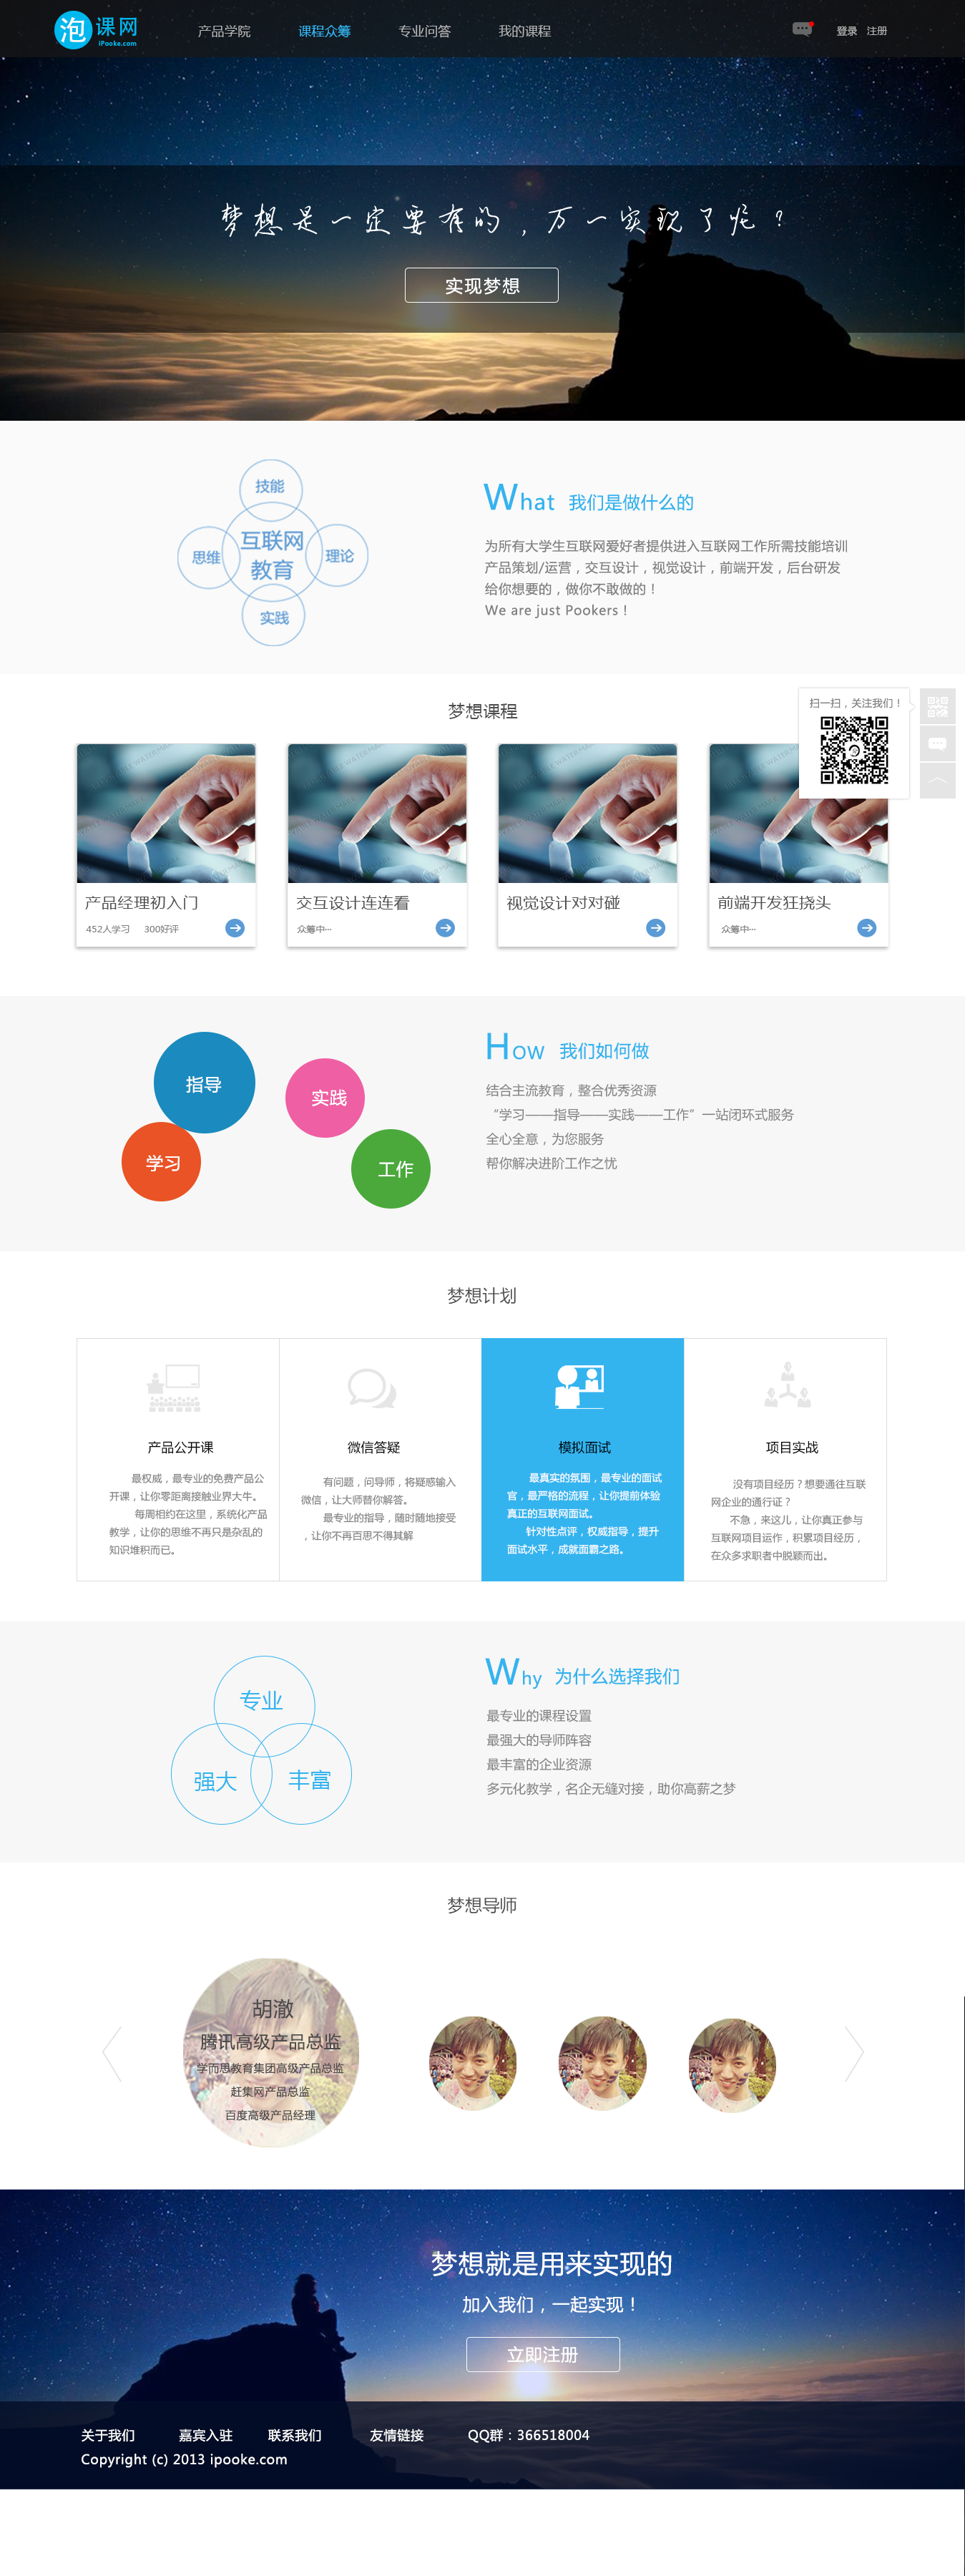 泡 课网
iPooke.com
产品学院 课程众筹 专业问答 我的课程 登录 注册
梦想是一定要有的，万一实现了呢？
实现梦想
技能
思维
互联网
教育
理论
实践
What 我们是做什么的
为所有大学生互联网爱好者提供进入互联网工作所需技能培训
产品策划/运营，交互设计，视觉设计，前端开发，后台研发
给你想要的，做你不敢做的！
We are just Pookers！
扫一扫，关注我们！
梦想课程
产品经理初入门
452人学习 300好评
交互设计连连看
众筹中···
视觉设计对对碰
前端开发狂挠头
众筹中···
指导
实践
学习
工作
How 我们如何做
结合主流教育，整合优秀资源
“学习——指导——实践——工作”一站闭环式服务
全心全意，为您服务
帮你解决进阶工作之忧
梦想计划
产品公开课
最权威，最专业的免费产品公
开课，让你零距离接触业界大牛。
每周相约在这里，系统化产品
教学，让你的思维不再只是杂乱的
知识堆积而已。
微信答疑
有问题，问导师，将疑惑输入
微信，让大师替你解答。
最专业的指导，随时随地接受
，让你不再百思不得其解
模拟面试
最真实的氛围，最专业的面试
官，最严格的流程，让你提前体验
真正的互联网面试。
针对性点评，权威指导，提升
面试水平，成就面霸之路。
项目实战
没有项目经历？想要通往互联
网企业的通行证？
不急，来这儿，让你真正参与
互联网项目运作，积累项目经历，
在众多求职者中脱颖而出。
专业
强大
丰富
Why 为什么选择我们
最专业的课程设置
最强大的导师阵容
最丰富的企业资源
多元化教学，名企无缝对接，助你高薪之梦
梦想导师
胡澈
腾讯高级产品总监
学而思教育集团高级产品总监
赶集网产品总监
百度高级产品经理
梦想就是用来实现的
加入我们，一起实现！
立即注册
关于我们 嘉宾入驻 联系我们 友情链接 QQ群：366518004
Copyright (c) 2013 ipooke.com